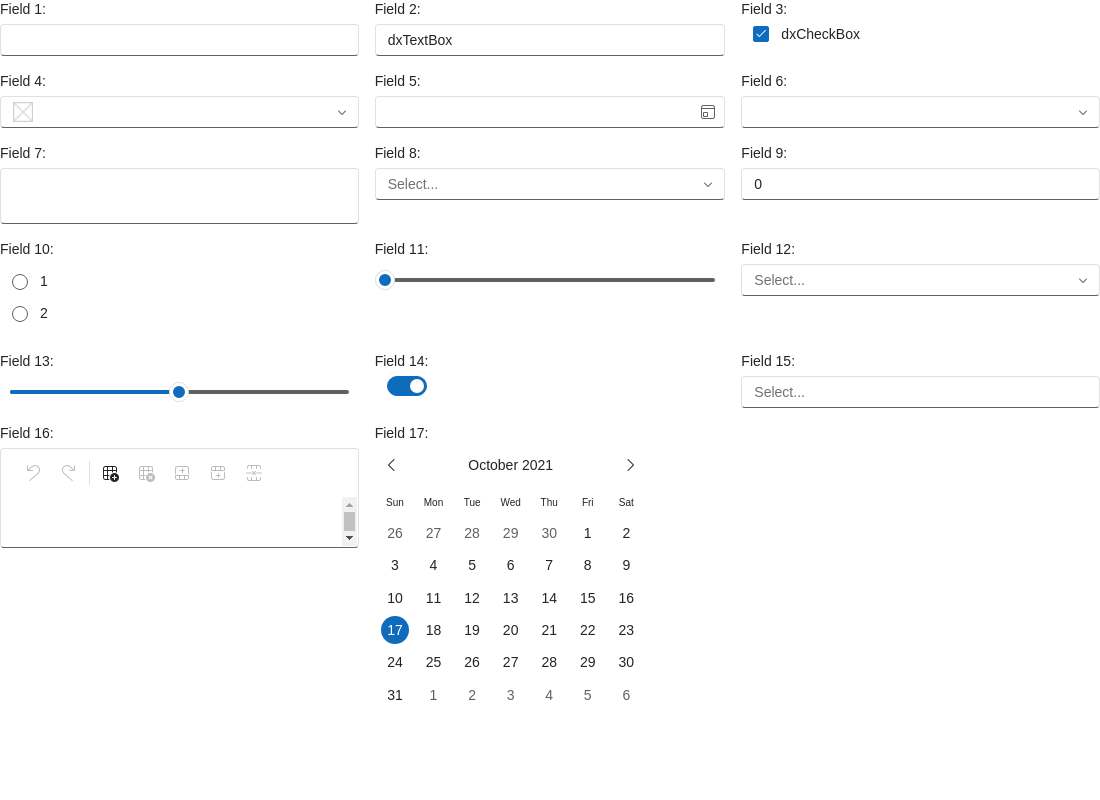 Field 1: Field 2: Field 3:
dxTextBox dxCheckBox
Field 4: Field 5: Field 6:
Field 7: Field 8: Field 9:
Select... 0
Field 10: Field 11: Field 12:
1 Select...
2
Field 13: Field 14: Field 15:
Select...
Field 16: Field 17:
October 2021
Sun Mon Tue Wed Thu Fri Sat
26 27 28 29 30 1 2
3 4 5 6 7 8 9
10 11 12 13 14 15 16
17 18 19 20 21 22 23
24 25 26 27 28 29 30
31 1 2 3 4 5 6